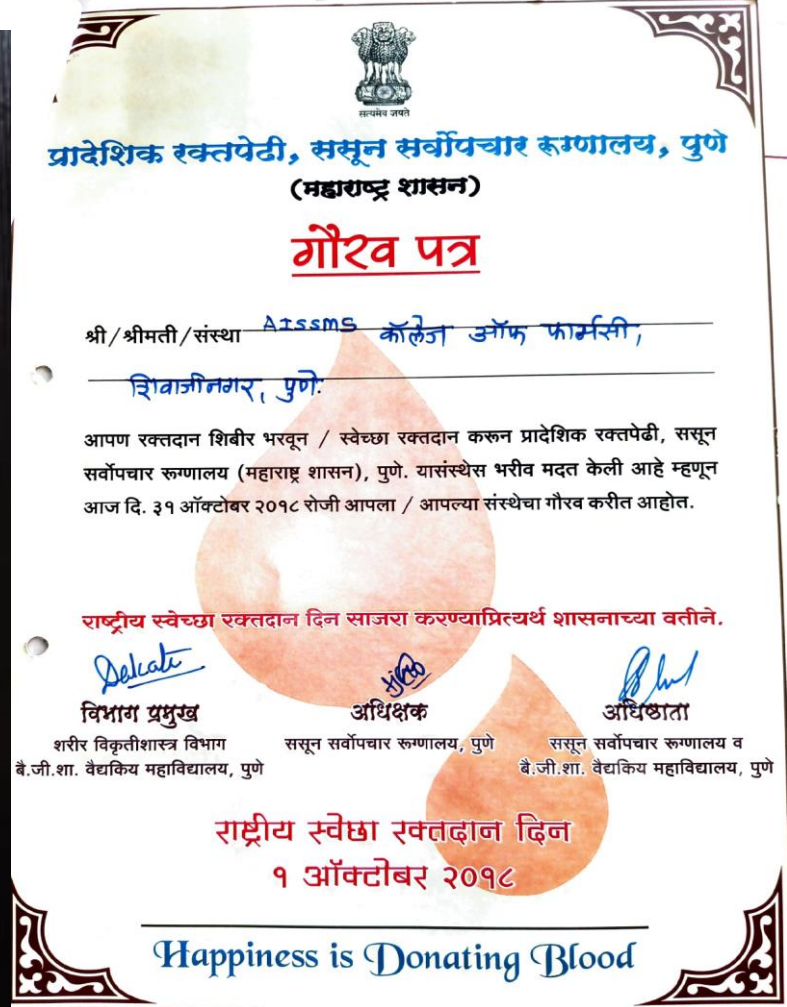 सत्यमेव जयते
प्रादेशिक रक्तपेढी, ससून सर्वोपचार रूग्णालय, पुणे
(महाराष्ट्र शासन)
गौरव पत्र
श्री/श्रीमती/संस्था AISSMS कॉलेज ऑफ फार्मसी,
शिवाजीनगर, पुणे.
आपण रक्तदान शिबीर भरवून / स्वेच्छा रक्तदान करून प्रादेशिक रक्तपेढी, ससून
सर्वोपचार रूग्णालय (महाराष्ट्र शासन), पुणे. यासंस्थेस भरीव मदत केली आहे म्हणून
आज दि. ३१ ऑक्टोबर २०१८ रोजी आपला / आपल्या संस्थेचा गौरव करीत आहोत.
राष्ट्रीय स्वेच्छा रक्तदान दिन साजरा करण्याप्रित्यर्थ शासनाच्या वतीने.
विभाग प्रमुख अधिक्षक अधिष्ठाता
शरीर विकृतीशास्त्र विभाग ससून सर्वोपचार रूग्णालय, पुणे ससून सर्वोपचार रूग्णालय व
बै.जी.शा. वैद्यकिय महाविद्यालय, पुणे बै.जी.शा. वैद्यकिय महाविद्यालय, पुणे
राष्ट्रीय स्वेछा रक्तदान दिन
१ ऑक्टोबर २०१८
Happiness is Donating Blood